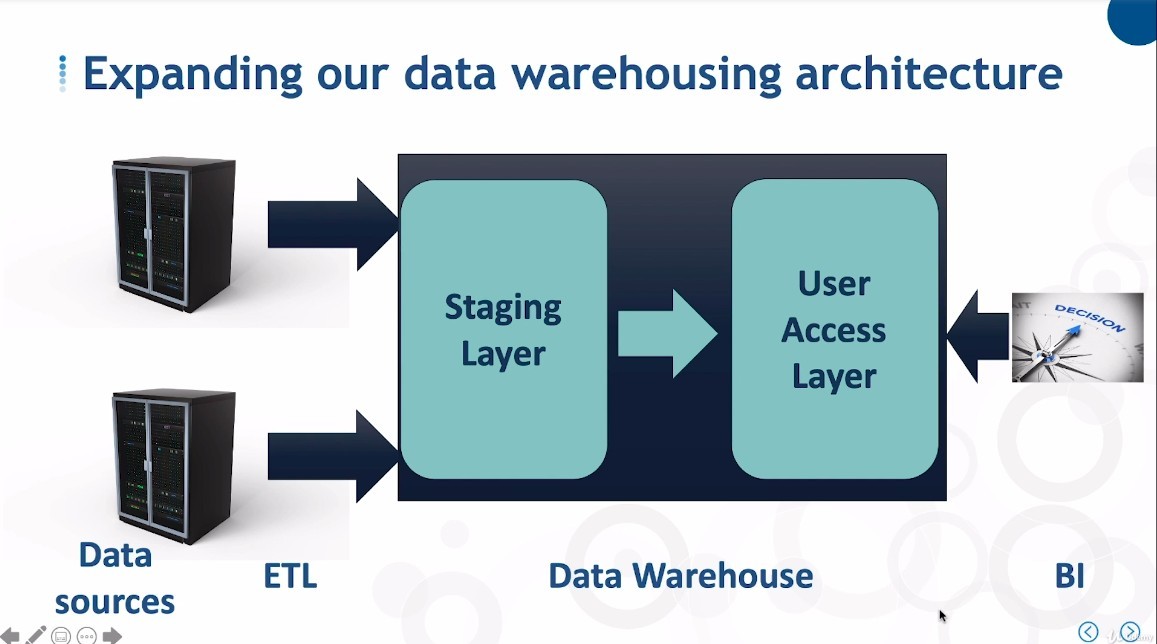 Expanding our data warehousing architecture
Staging
Layer
User
Access
Layer
DECISION
Data
sources
ETL
Data Warehouse
BI